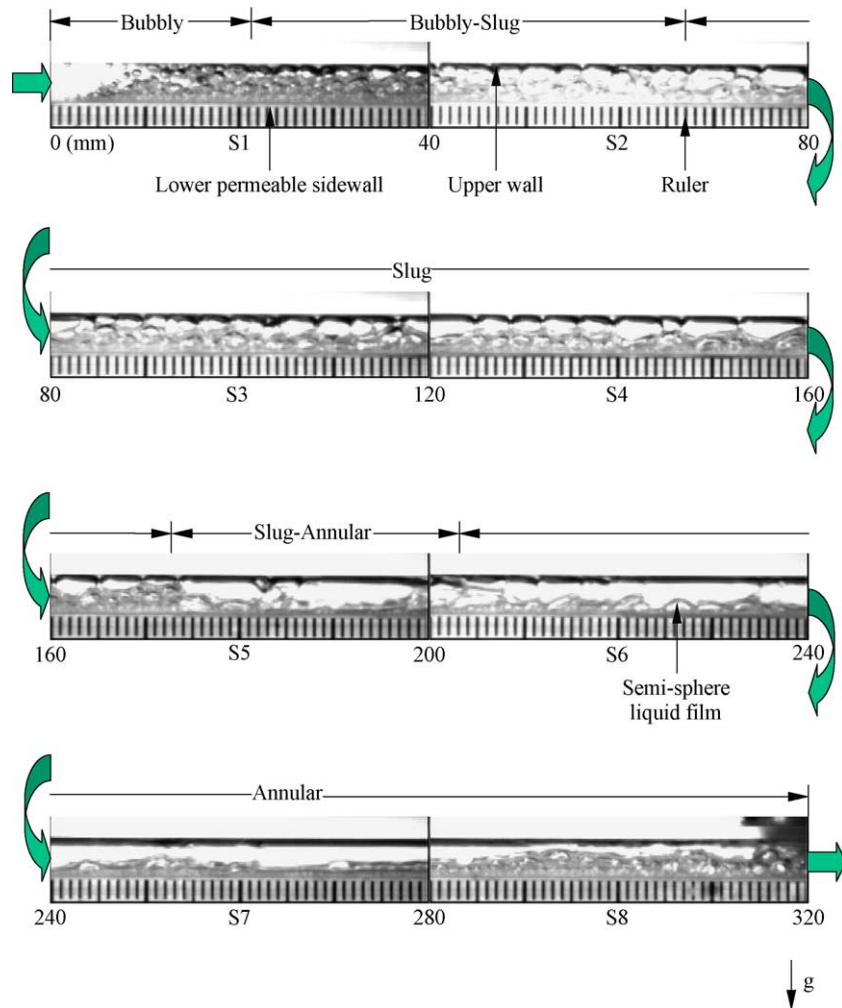 Bubbly
Bubbly-Slug
0 (mm)
S1
40
S2
80
Lower permeable sidewall
Upper wall
Ruler
Slug
80
S3
120
S4
160
Slug-Annular
160
S5
200
S6
240
Semi-sphere
liquid film
Annular
240
S7
280
S8
320
g